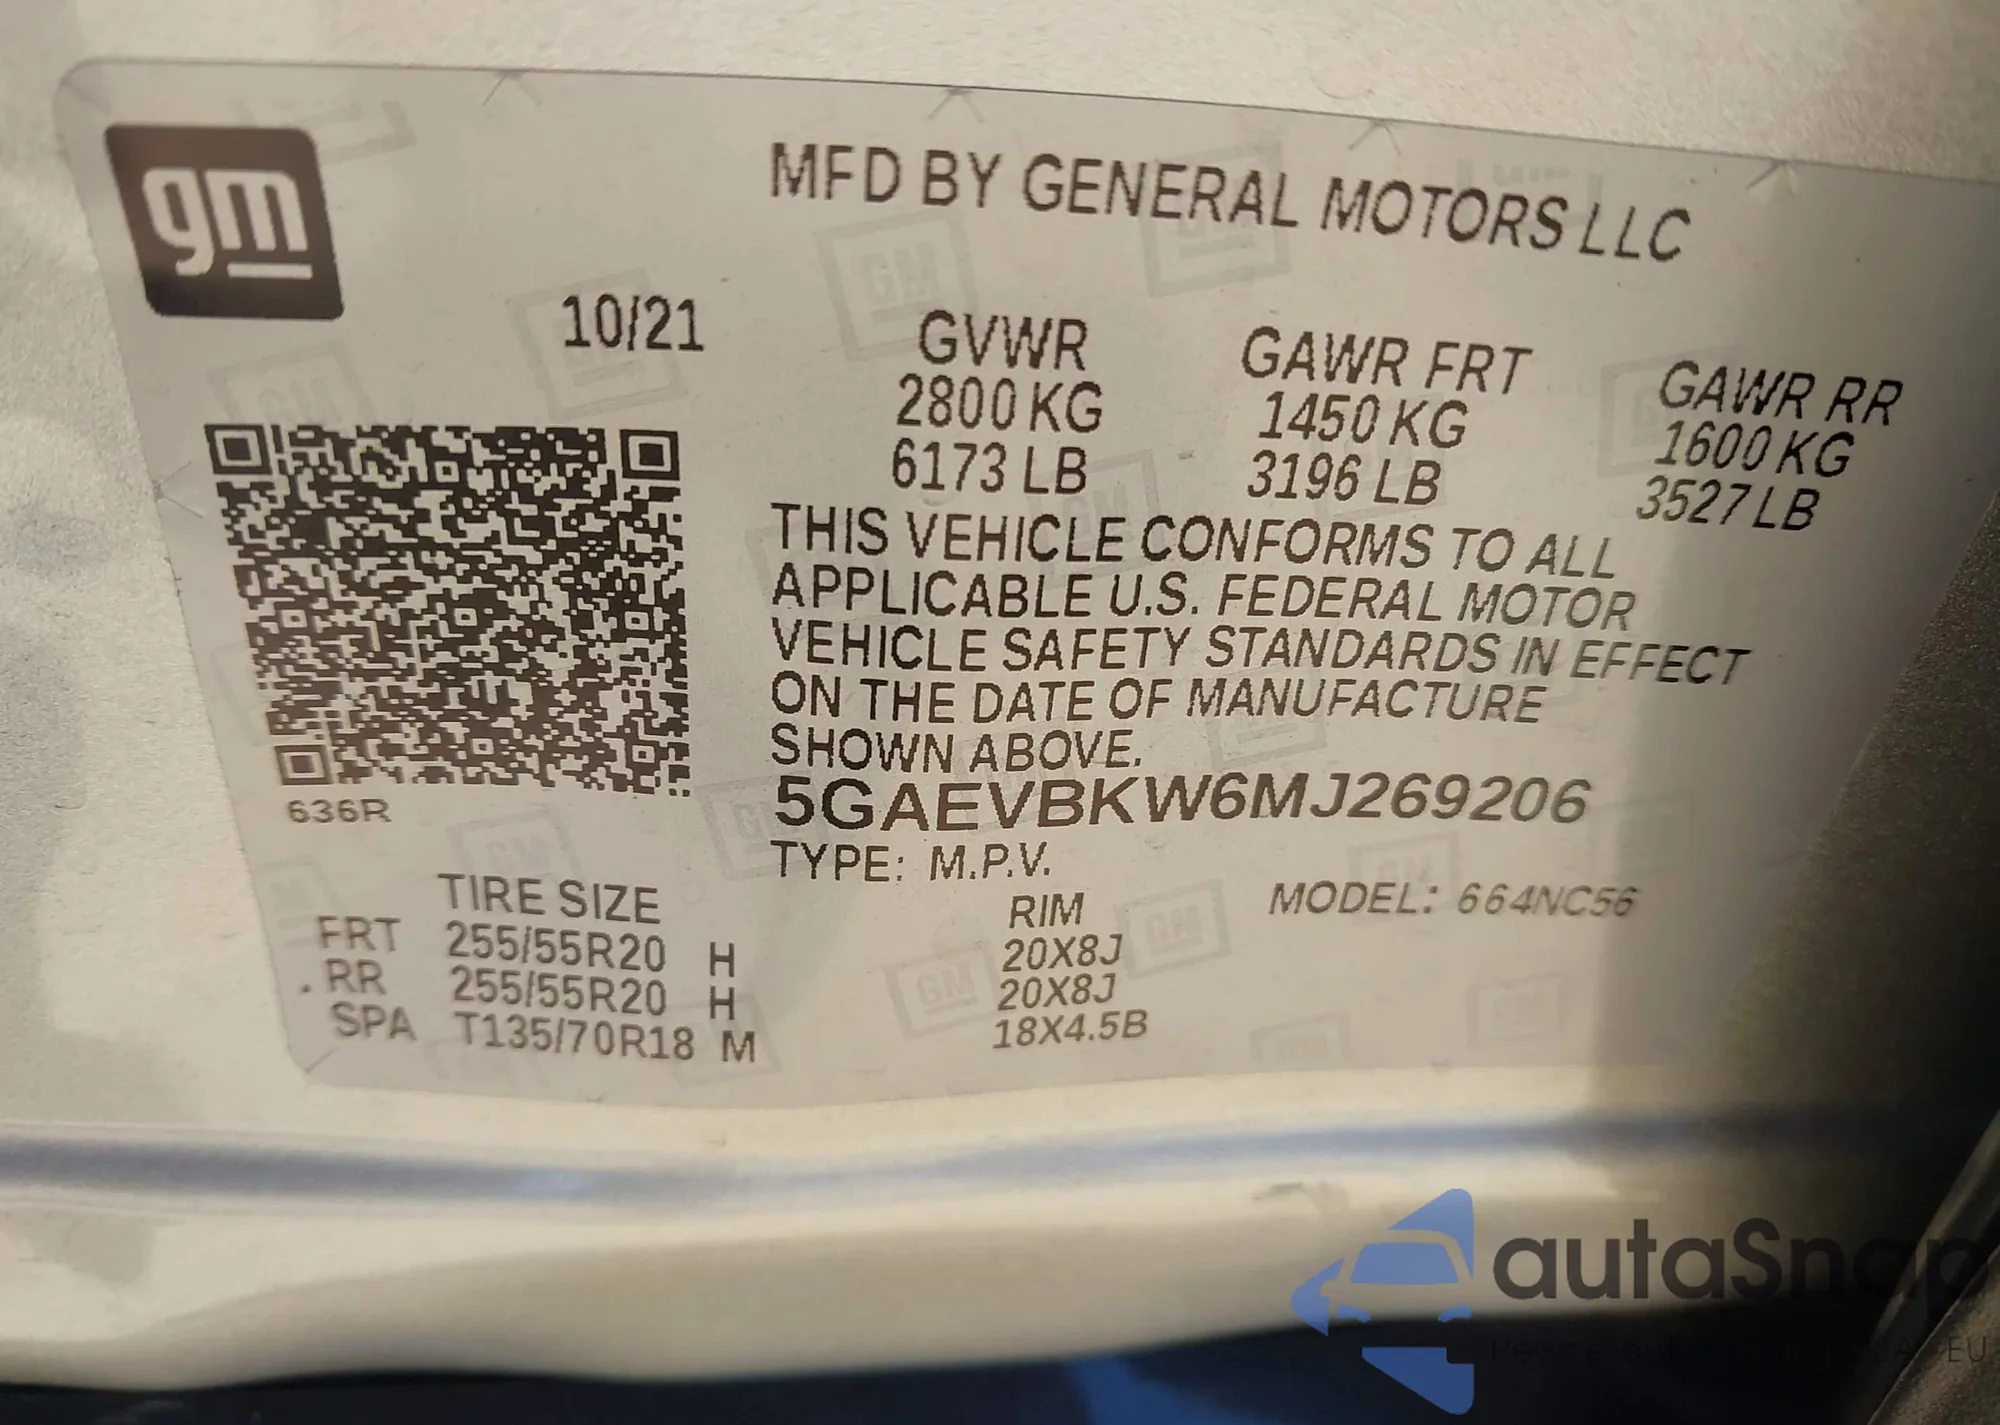 gm
MFD BY GENERAL MOTORS LLC
10/21
GVWR GAWR FRT GAWR RR
2800 KG 1450 KG 1600 KG
6173 LB 3196 LB 3527 LB
THIS VEHICLE CONFORMS TO ALL
APPLICABLE U.S. FEDERAL MOTOR
VEHICLE SAFETY STANDARDS IN EFFECT
ON THE DATE OF MANUFACTURE
SHOWN ABOVE.
5GAEVBKW6MJ269206
636R
TYPE: M.P.V. MODEL: 664NC56
TIRE SIZE RIM
FRT 255/55R20 H 20X8J
RR 255/55R20 H 20X8J
SPA T135/70R18 M 18X4.5B
autaSnap